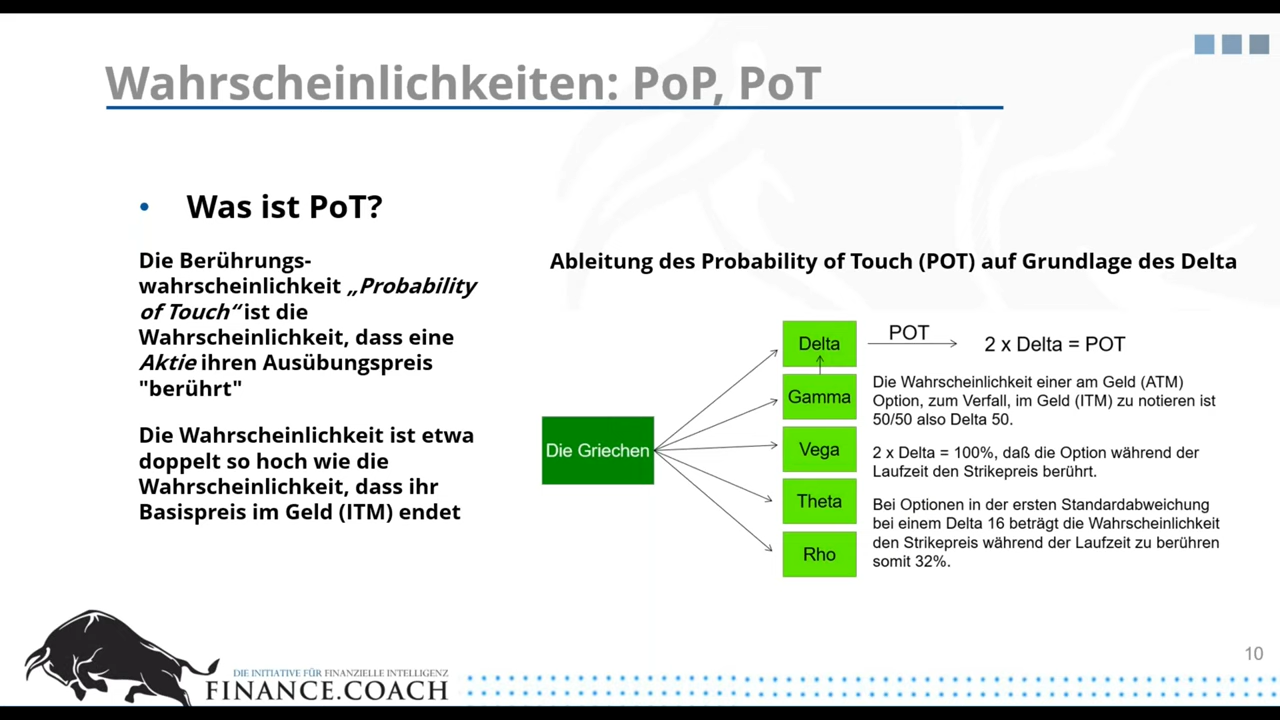 Wahrscheinlichkeiten: PoP, PoT
• Was ist PoT?
Die Berührungs-
wahrscheinlichkeit „Probability
of Touch“ ist die
Wahrscheinlichkeit, dass eine
Aktie ihren Ausübungspreis
"berührt"
Die Wahrscheinlichkeit ist etwa
doppelt so hoch wie die
Wahrscheinlichkeit, dass ihr
Basispreis im Geld (ITM) endet
Ableitung des Probability of Touch (POT) auf Grundlage des Delta
Die Griechen
Delta
Gamma
Vega
Theta
Rho
POT
2 x Delta = POT
Die Wahrscheinlichkeit einer am Geld (ATM)
Option, zum Verfall, im Geld (ITM) zu notieren ist
50/50 also Delta 50.
2 x Delta = 100%, daß die Option während der
Laufzeit den Strikepreis berührt.
Bei Optionen in der ersten Standardabweichung
bei einem Delta 16 beträgt die Wahrscheinlichkeit
den Strikepreis während der Laufzeit zu berühren
somit 32%.
DIE INITIATIVE FÜR FINANZIELLE INTELLIGENZ
FINANCE.COACH
10